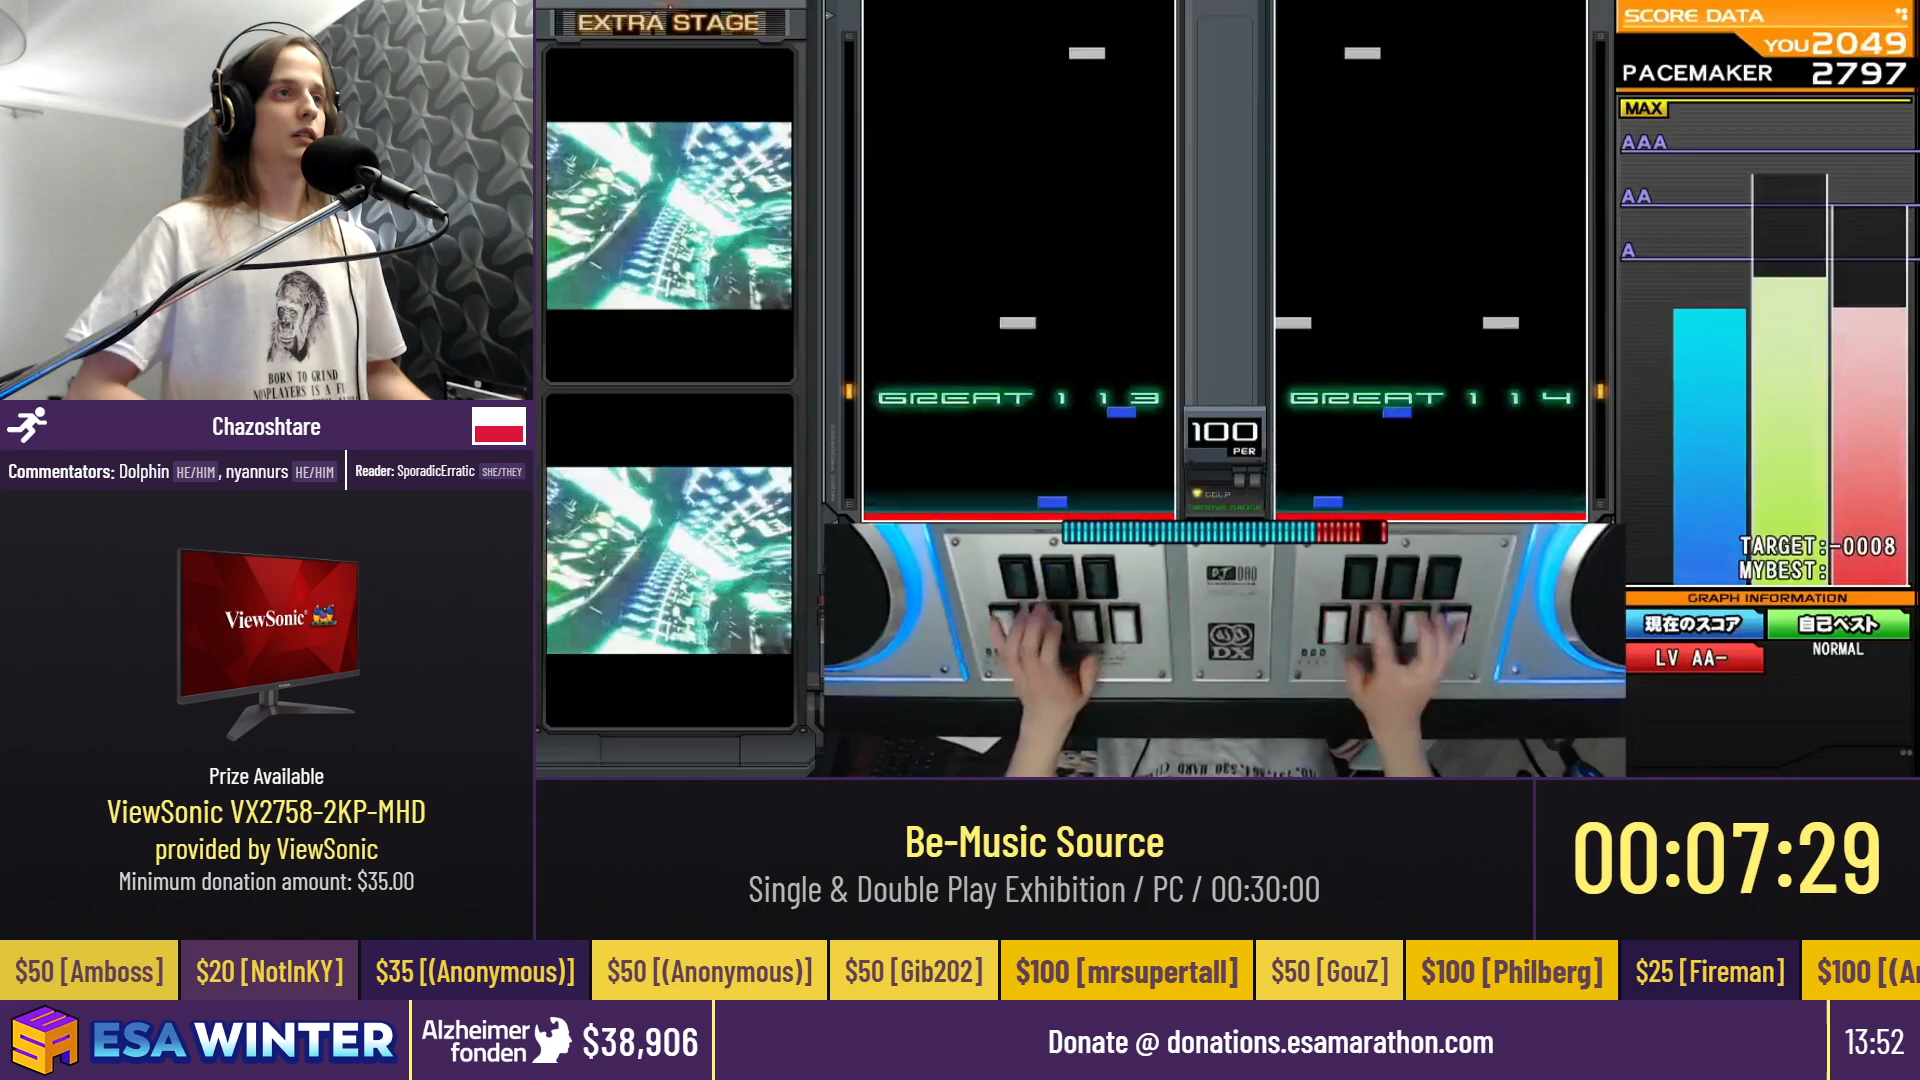 EXTRA STAGE
SCORE DATA
YOU 2049
PACEMAKER 2797
MAX
AAA
AA
A
GREAT 113
GREAT 114
100
PER
TARGET:-0008
MYBEST:
GRAPH INFORMATION
現在のスコア
自己ベスト
LV AA-
NORMAL
DX
BORN TO GRIND
Chazoshtare
Commentators: Dolphin HE/HIM, nyannurs HE/HIM
Reader: SporadicErratic SHE/THEY
ViewSonic
Prize Available
ViewSonic VX2758-2KP-MHD
provided by ViewSonic
Minimum donation amount: $35.00
Be-Music Source
Single & Double Play Exhibition / PC / 00:30:00
00:07:29
$50 [Amboss]
$20 [NotInKY]
$35 [(Anonymous)]
$50 [(Anonymous)]
$50 [Gib202]
$100 [mrsupertall]
$50 [GouZ]
$100 [Philberg]
$25 [Fireman]
$100 [(An
ESA WINTER
Alzheimer
fonden
$38,906
Donate @ donations.esamarathon.com
13:52